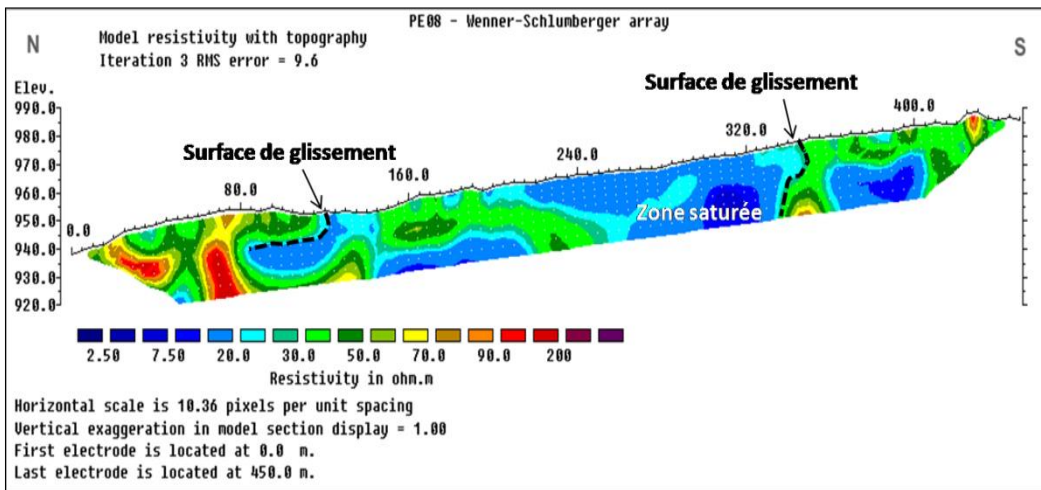 PE08 - Wenner-Schlumberger array
N
S
Model resistivity with topography
Iteration 3 RMS error = 9.6
Elev.
990.0
980.0
970.0
960.0
950.0
940.0
930.0
920.0
Surface de glissement
Surface de glissement
0.0
80.0
160.0
240.0
320.0
400.0
Zone saturée
2.50 7.50 20.0 30.0 50.0 70.0 90.0 200
Resistivity in ohm.m
Horizontal scale is 10.36 pixels per unit spacing
Vertical exaggeration in model section display = 1.00
First electrode is located at 0.0 m.
Last electrode is located at 450.0 m.